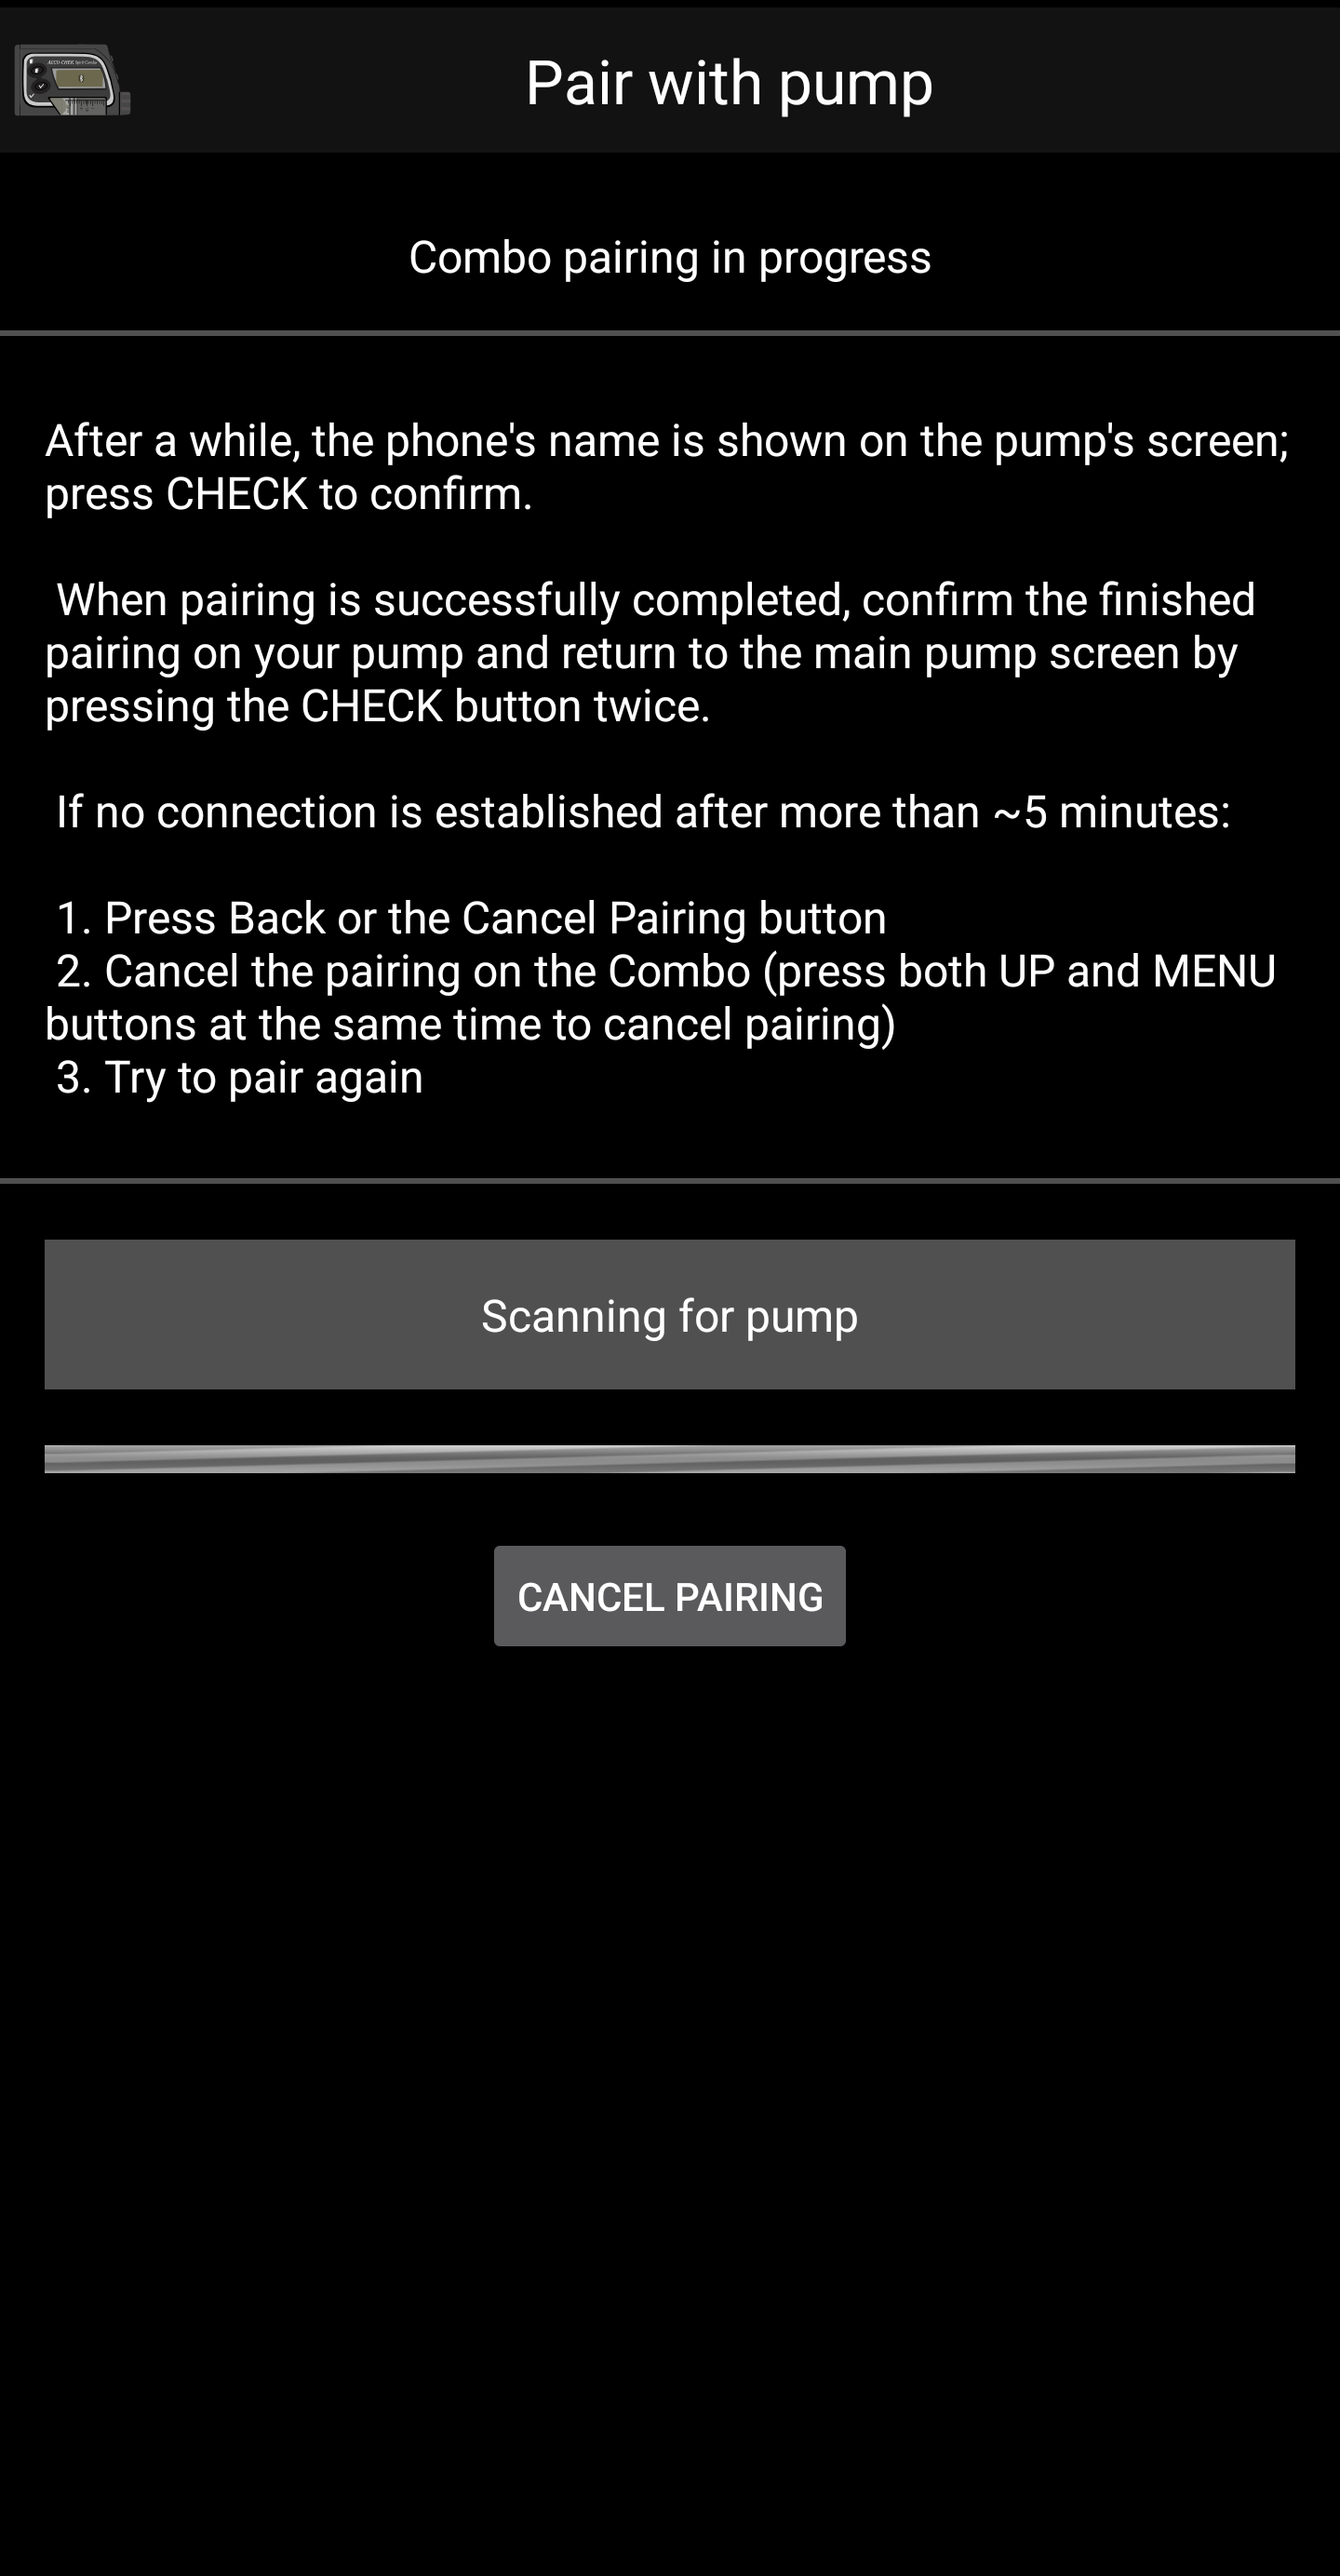 ACCU-CHEK Spirit Combo
Pair with pump
Combo pairing in progress
After a while, the phone's name is shown on the pump's screen;
press CHECK to confirm.
When pairing is successfully completed, confirm the finished
pairing on your pump and return to the main pump screen by
pressing the CHECK button twice.
If no connection is established after more than ~5 minutes:
1. Press Back or the Cancel Pairing button
2. Cancel the pairing on the Combo (press both UP and MENU
buttons at the same time to cancel pairing)
3. Try to pair again
Scanning for pump
CANCEL PAIRING